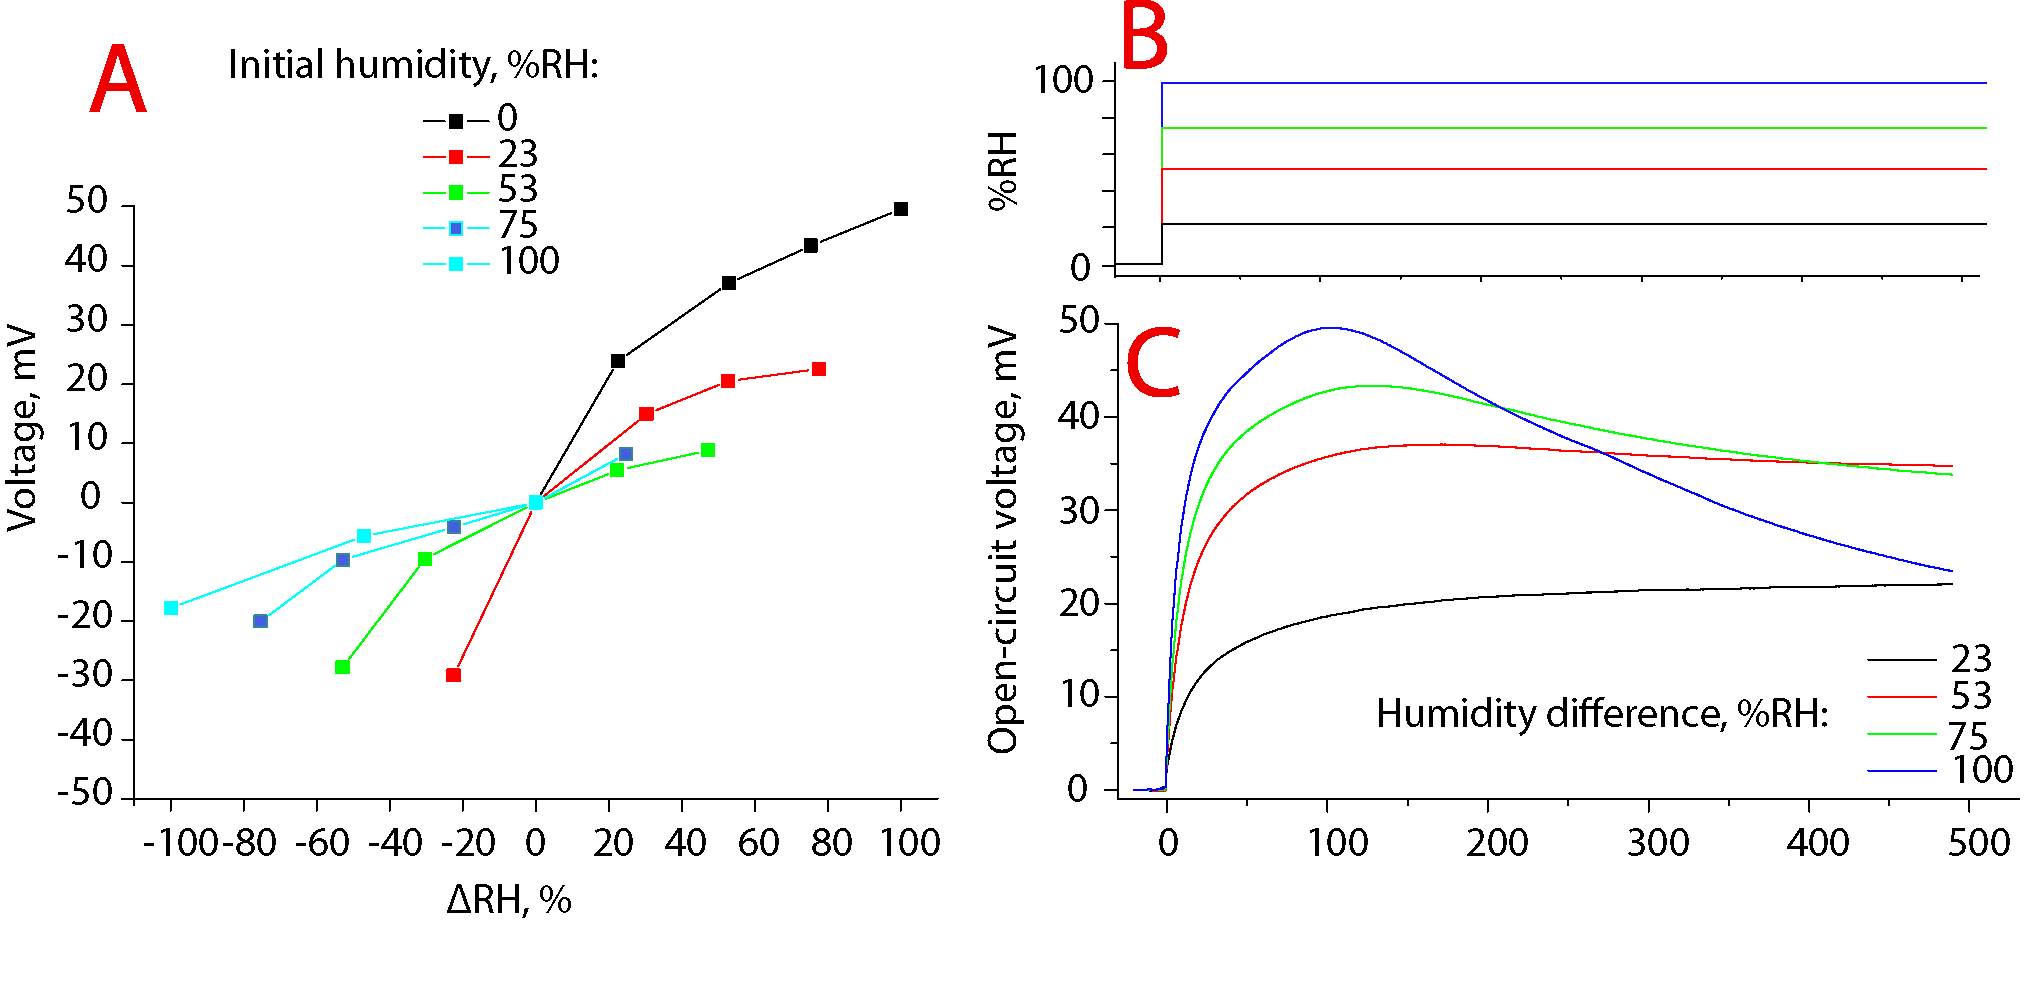 A
Initial humidity, %RH:
0
23
53
75
100
50
40
30
20
10
0
-10
-20
-30
-40
-50
Voltage, mV
-100 -80 -60 -40 -20 0 20 40 60 80 100
ΔRH, %
B
100
0
%RH
C
50
40
30
20
10
0
Open-circuit voltage, mV
Humidity difference, %RH:
23
53
75
100
0 100 200 300 400 500